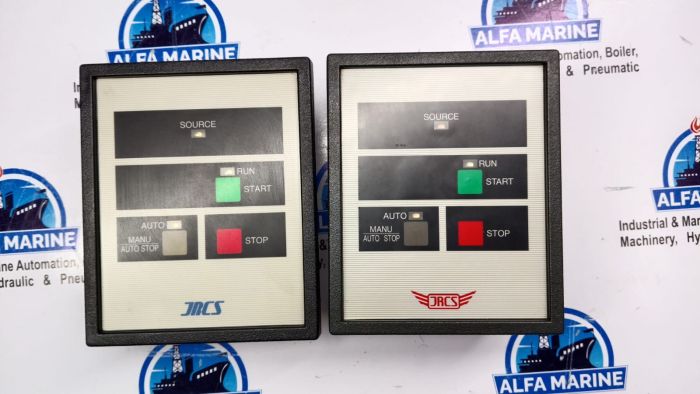 ALFA MARINE
ALFA MARINE
omation, Boiler,
& Pneumatic
SOURCE
RUN
START
AUTO
MANU
AUTO STOP
STOP
JRCS
SOURCE
RUN
START
AUTO
MANU
AUTO STOP
STOP
JRCS
A MARINE
ne Automation,
draulic & Pneu
ALFA MA
Industrial & Mar
Machinery, Hy
ALFA MARINE
ALFA MARINE